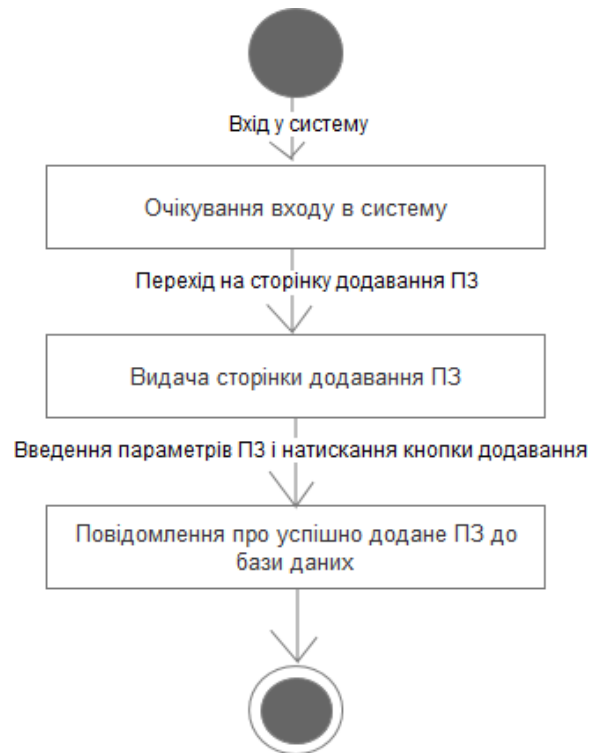 Вхід у систему
Очікування входу в систему
Перехід на сторінку додавання ПЗ
Видача сторінки додавання ПЗ
Введення параметрів ПЗ і натискання кнопки додавання
Повідомлення про успішно додане ПЗ до
бази даних